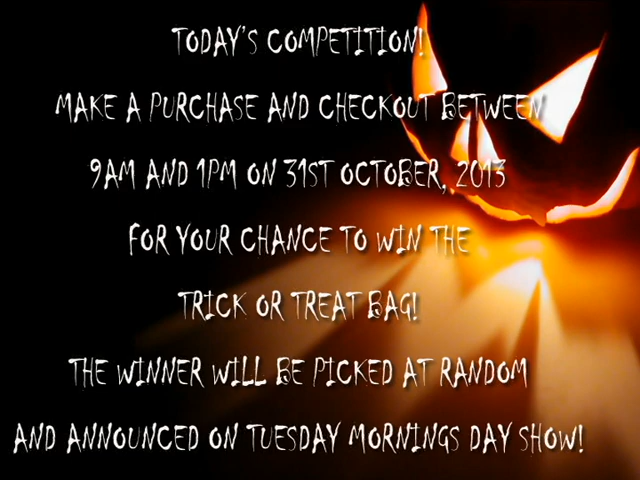 TODAY'S COMPETITION!
MAKE A PURCHASE AND CHECKOUT BETWEEN
9AM AND 1PM ON 31ST OCTOBER, 2013
FOR YOUR CHANCE TO WIN THE
TRICK OR TREAT BAG!
THE WINNER WILL BE PICKED AT RANDOM
AND ANNOUNCED ON TUESDAY MORNINGS DAY SHOW!